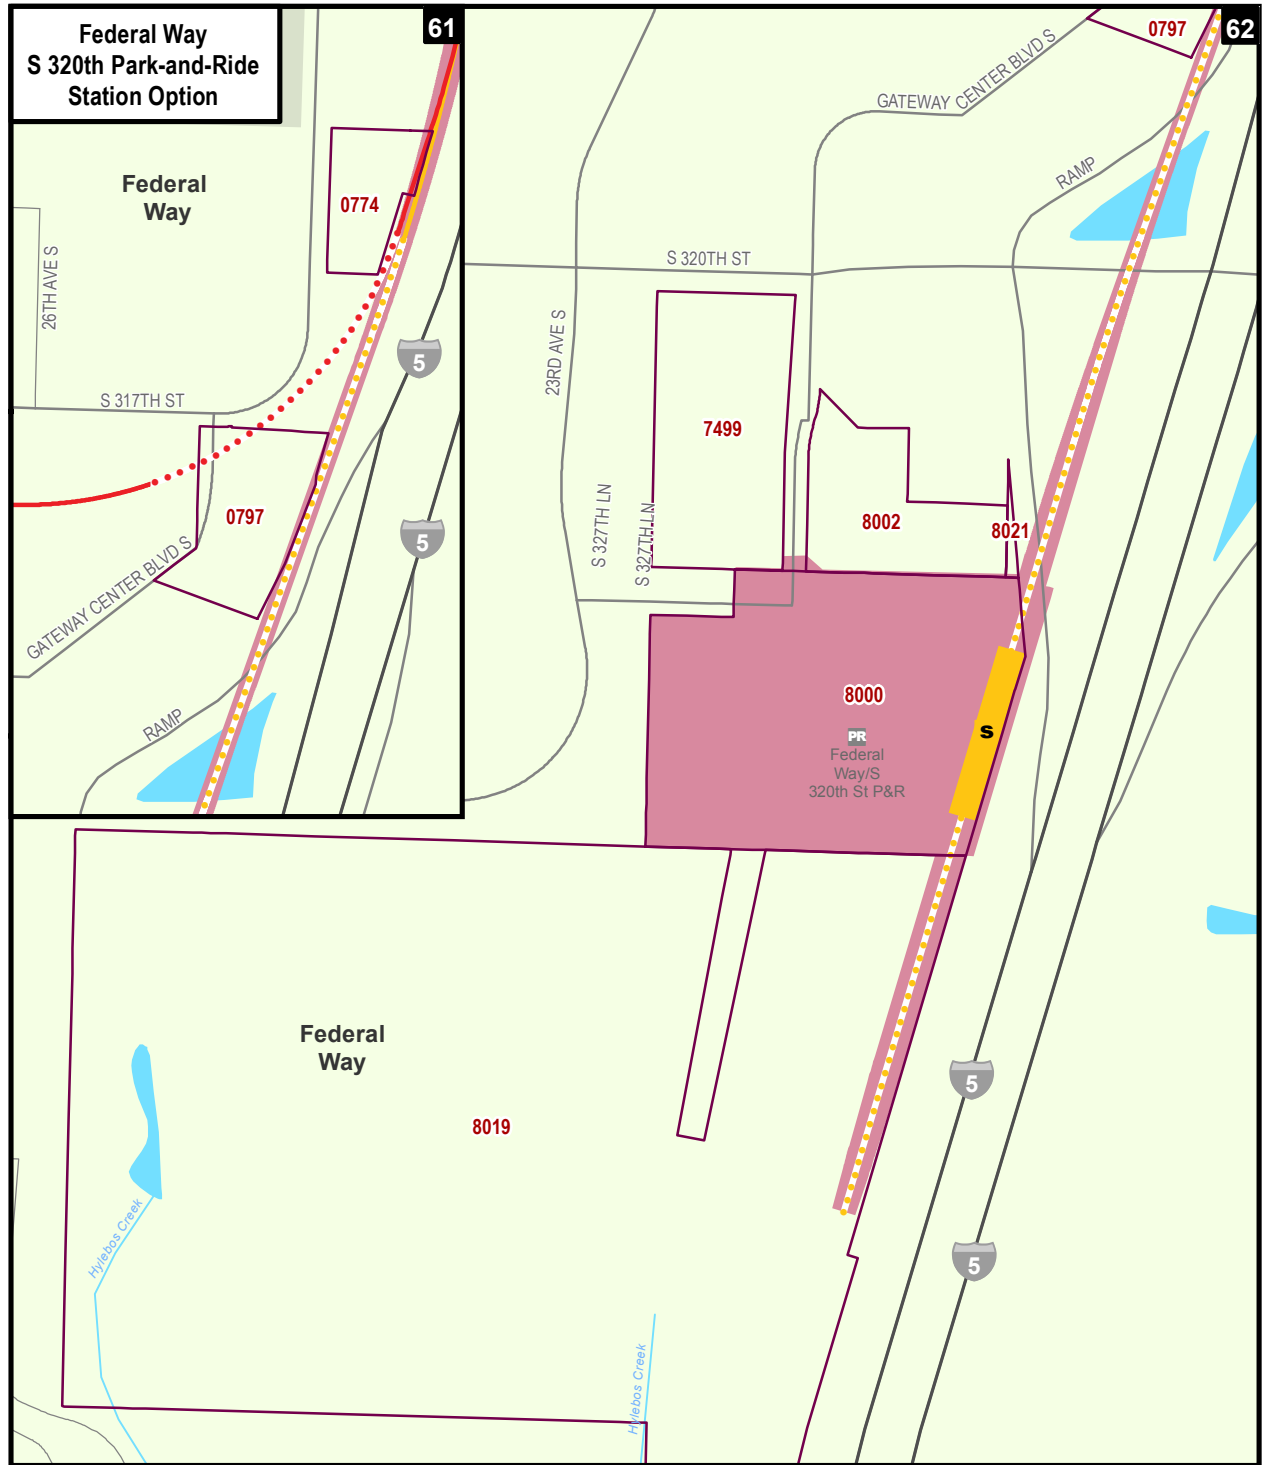 Federal Way
S 320th Park-and-Ride
Station Option
61
62
0797
GATEWAY CENTER BLVD S
RAMP
Federal
Way
0774
26TH AVE S
S 320TH ST
5
23RD AVE S
S 317TH ST
7499
0797
5
S 327TH LN
S 327TH LN
8002
8021
GATEWAY CENTER BLVD S
RAMP
8000
S
PR
Federal
Way/S
320th St P&R
Federal
Way
5
8019
Hylebos Creek
5
Hylebos Creek